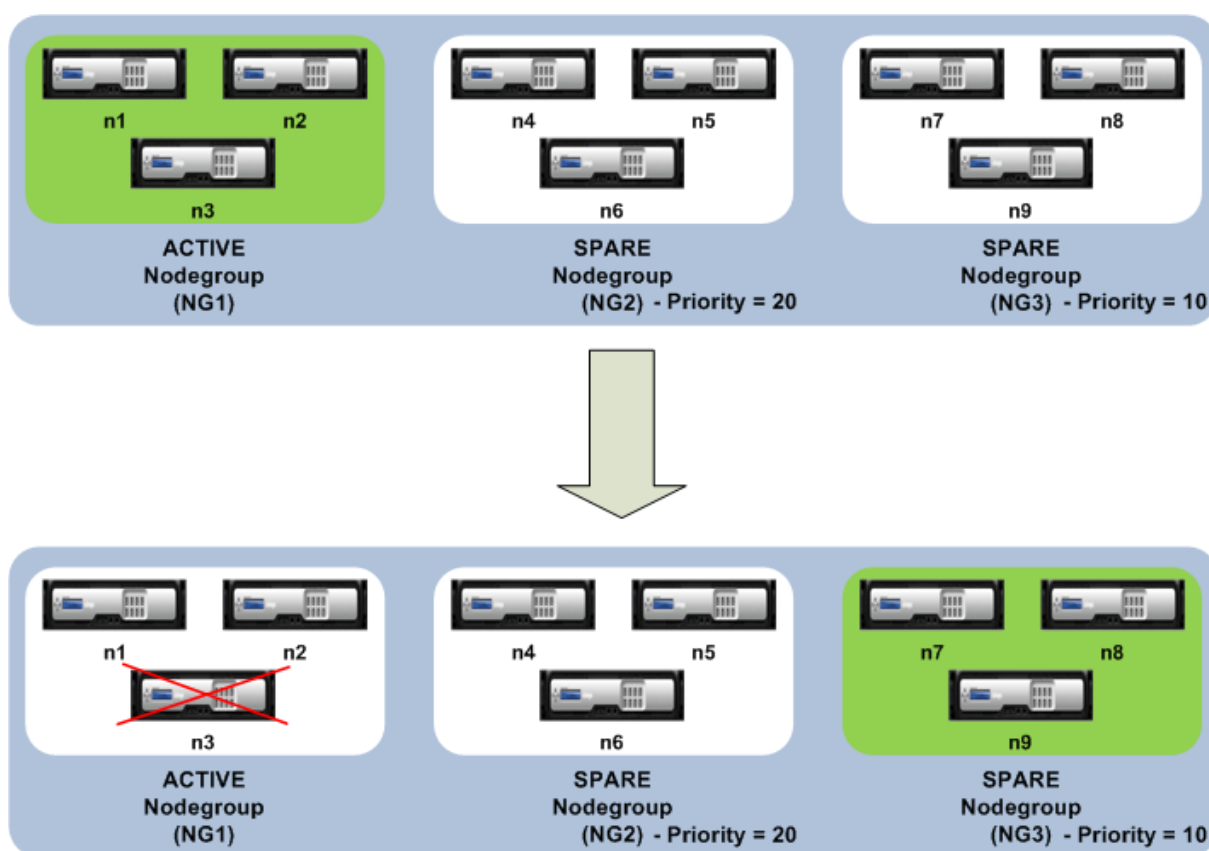 n1 n2
n3
n4 n5
n6
n7 n8
n9
ACTIVE
Nodegroup
(NG1)
SPARE
Nodegroup
(NG2) - Priority = 20
SPARE
Nodegroup
(NG3) - Priority = 10
n1 n2
n3
n4 n5
n6
n7 n8
n9
ACTIVE
Nodegroup
(NG1)
SPARE
Nodegroup
(NG2) - Priority = 20
SPARE
Nodegroup
(NG3) - Priority = 10